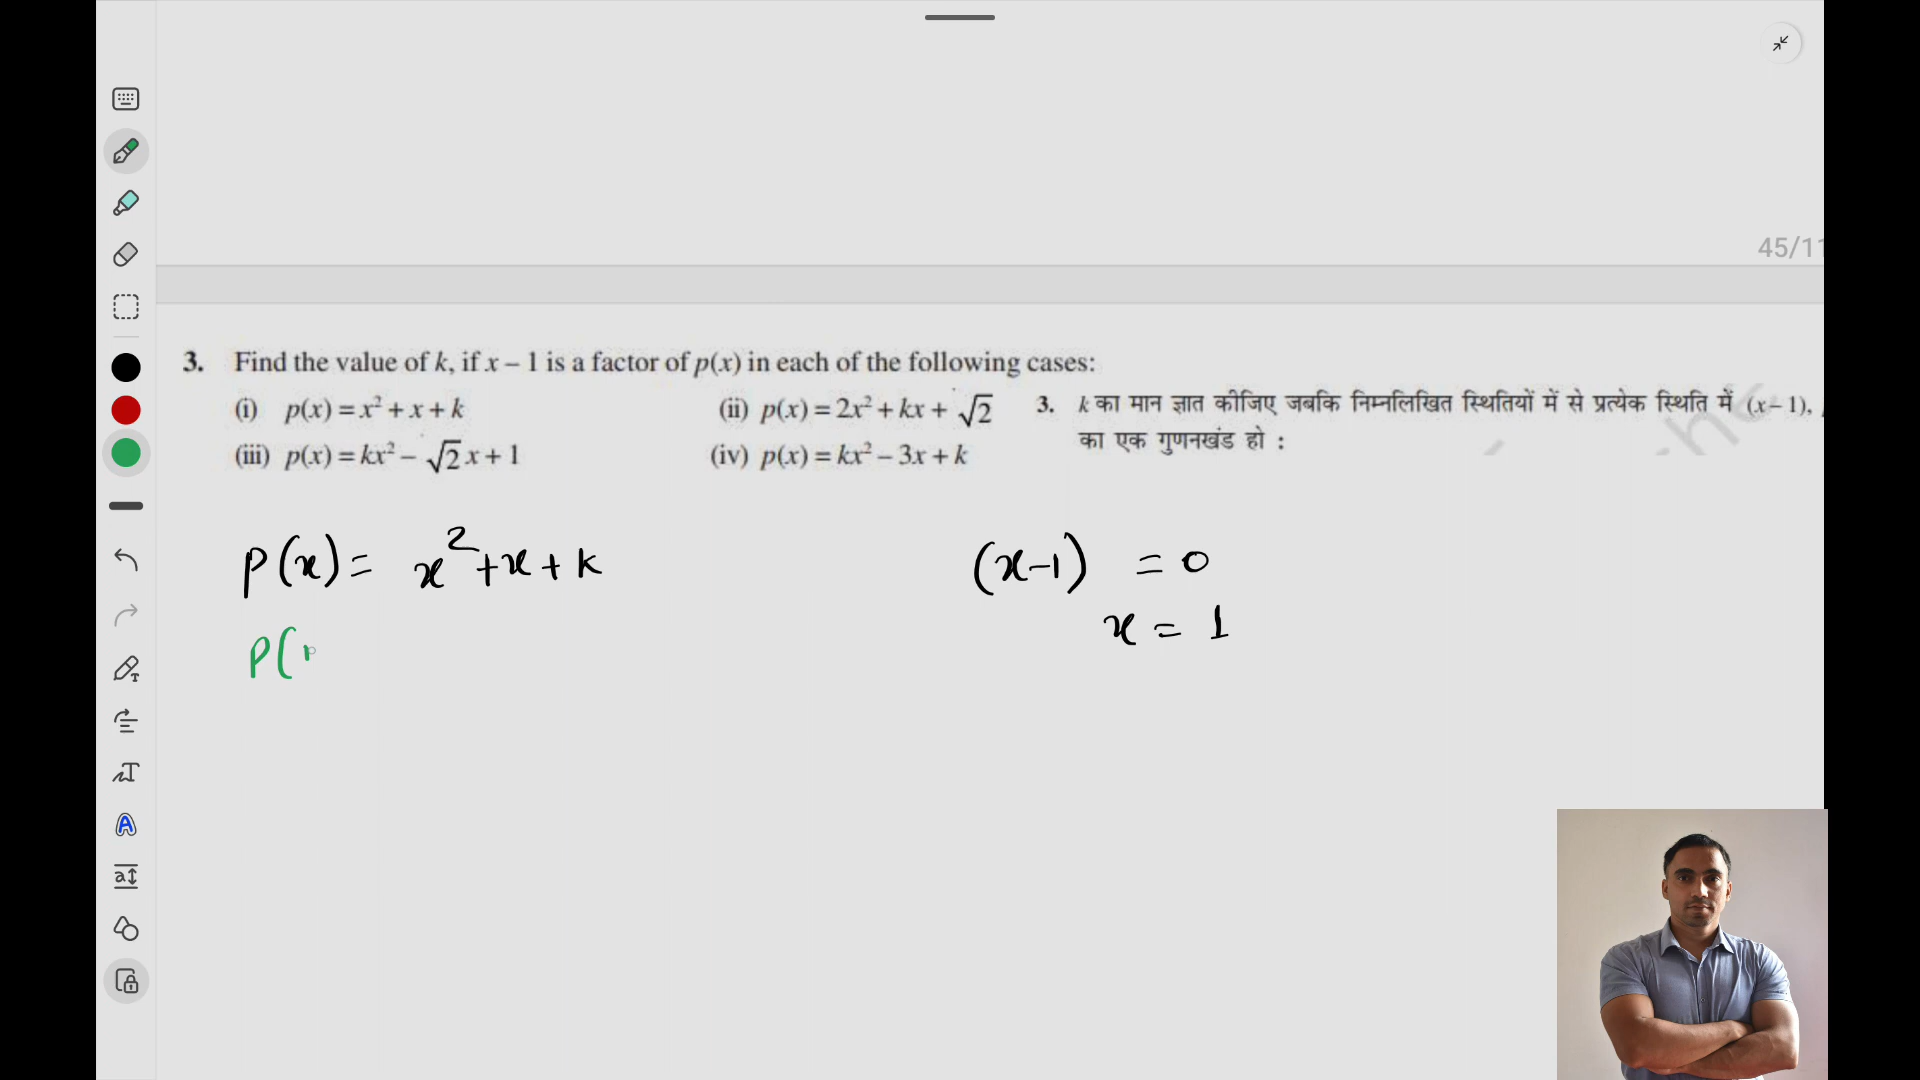 45/11
3. Find the value of k, if x – 1 is a factor of p(x) in each of the following cases:
(i) p(x) = x² + x + k (ii) p(x) = 2x² + kx + √2
(iii) p(x) = kx² – √2 x + 1 (iv) p(x) = kx² – 3x + k
3. k का मान ज्ञात कीजिए जबकि निम्नलिखित स्थितियों में से प्रत्येक स्थिति में (x – 1),
का एक गुणनखंड हो :
p(x) = x² + x + k
(x-1) = 0
x = 1
P(1